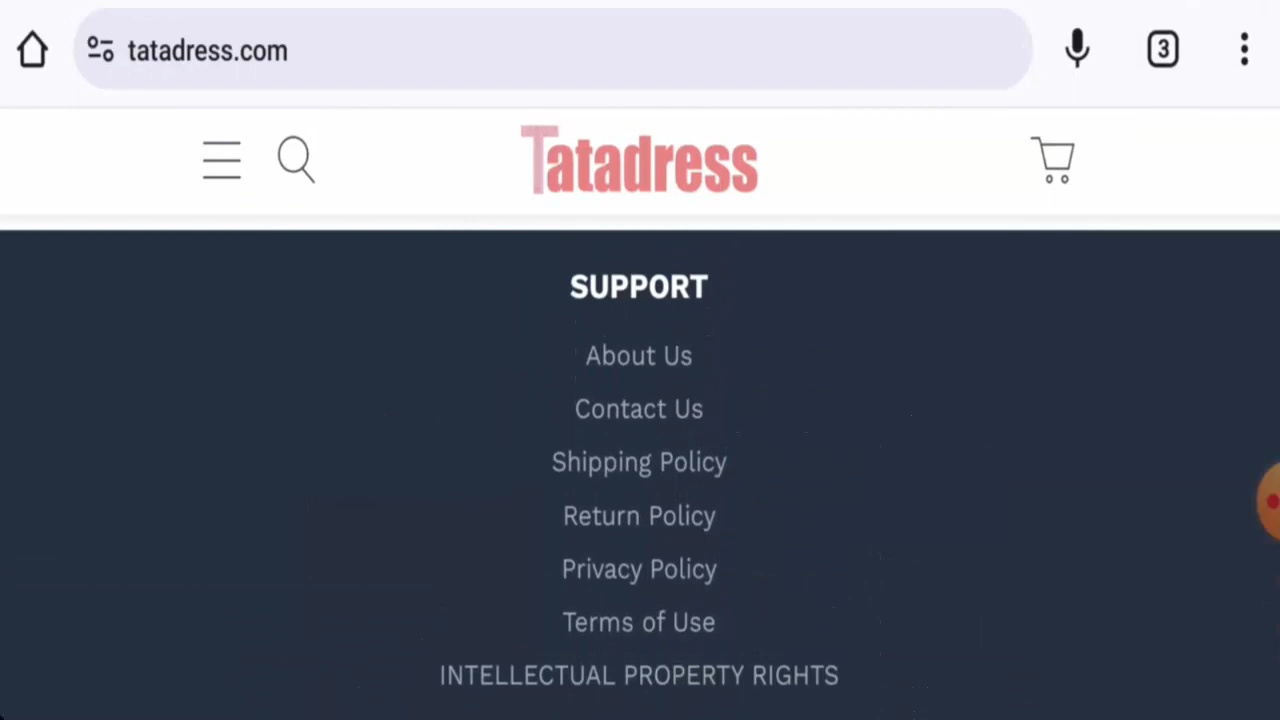 tatadress.com
3
Tatadress
SUPPORT
About Us
Contact Us
Shipping Policy
Return Policy
Privacy Policy
Terms of Use
INTELLECTUAL PROPERTY RIGHTS